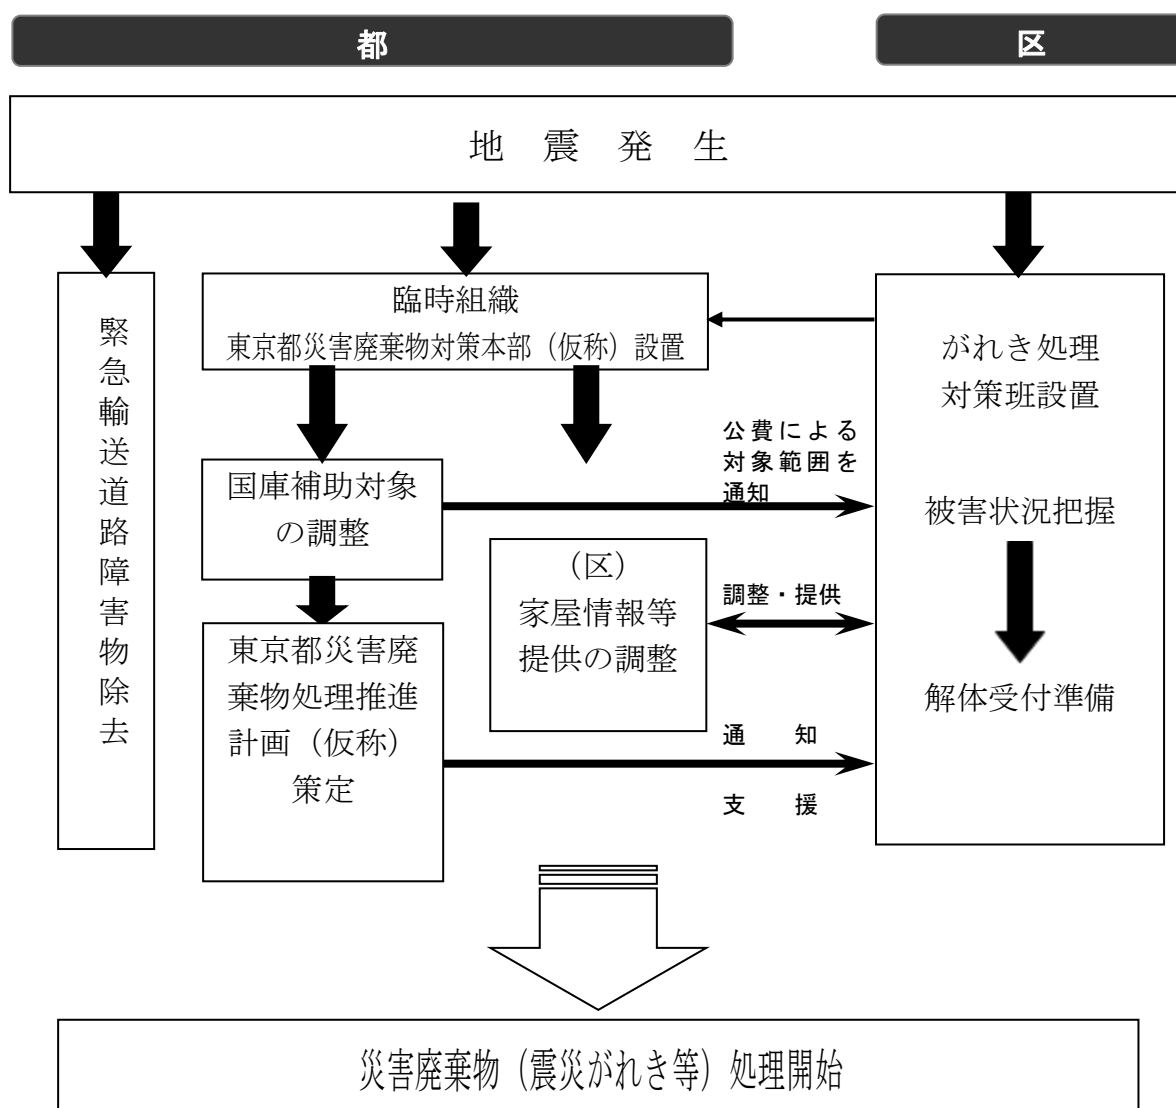 都
区
地震発生
緊急輸送道路障害物除去
臨時組織
東京都災害廃棄物対策本部（仮称）設置
国庫補助対象
の調整
東京都災害廃
棄物処理推進
計画（仮称）
策定
（区）
家屋情報等
提供の調整
公費による
対象範囲を
通知
調整・提供
通　知
支　援
がれき処理
対策班設置
被害状況把握
解体受付準備
災害廃棄物（震災がれき等）処理開始